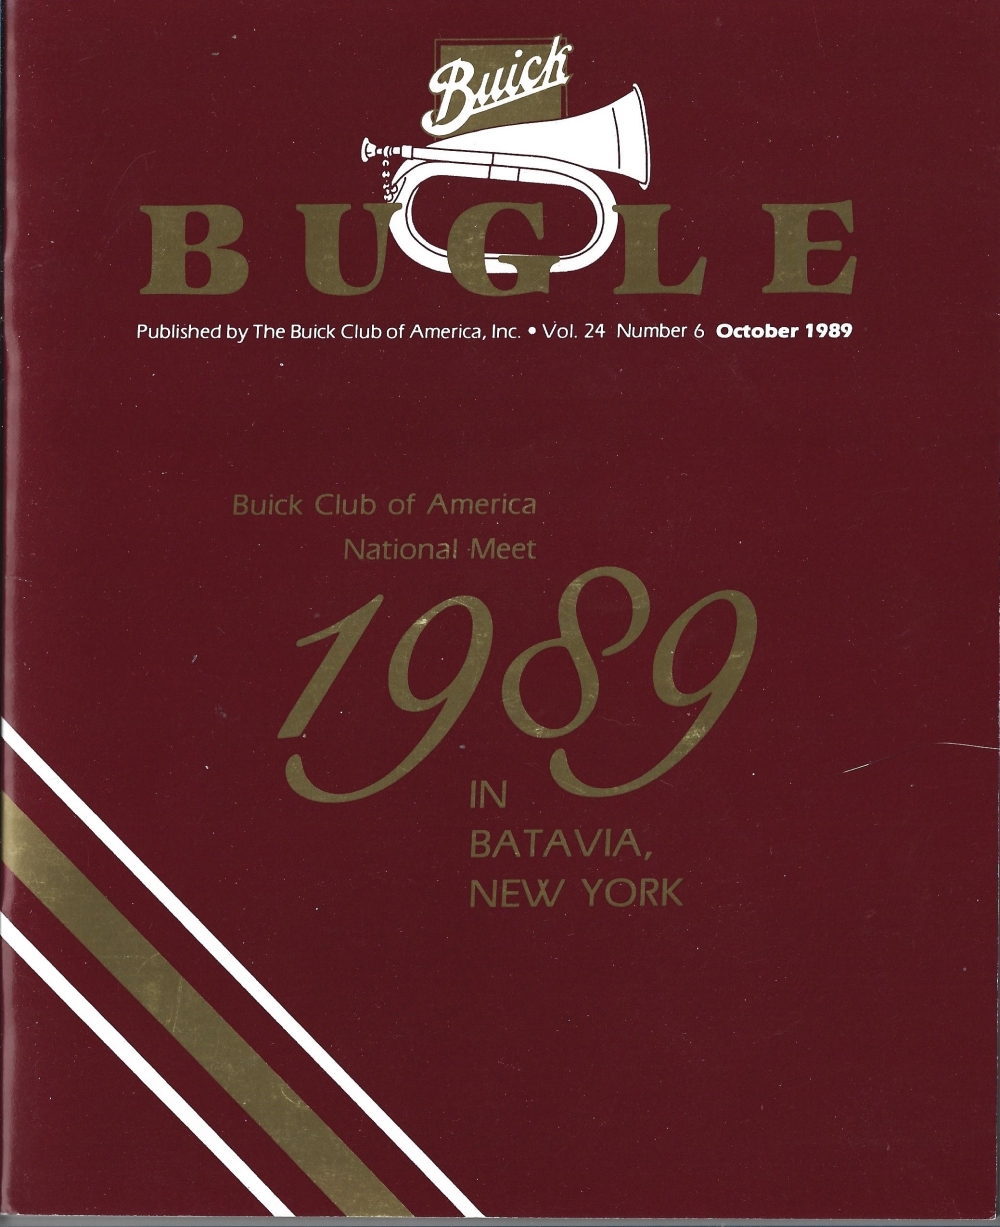 Buick
BUGLE
Published by The Buick Club of America, Inc. • Vol. 24 Number 6 October 1989
Buick Club of America
National Meet
1989
IN
BATAVIA,
NEW YORK